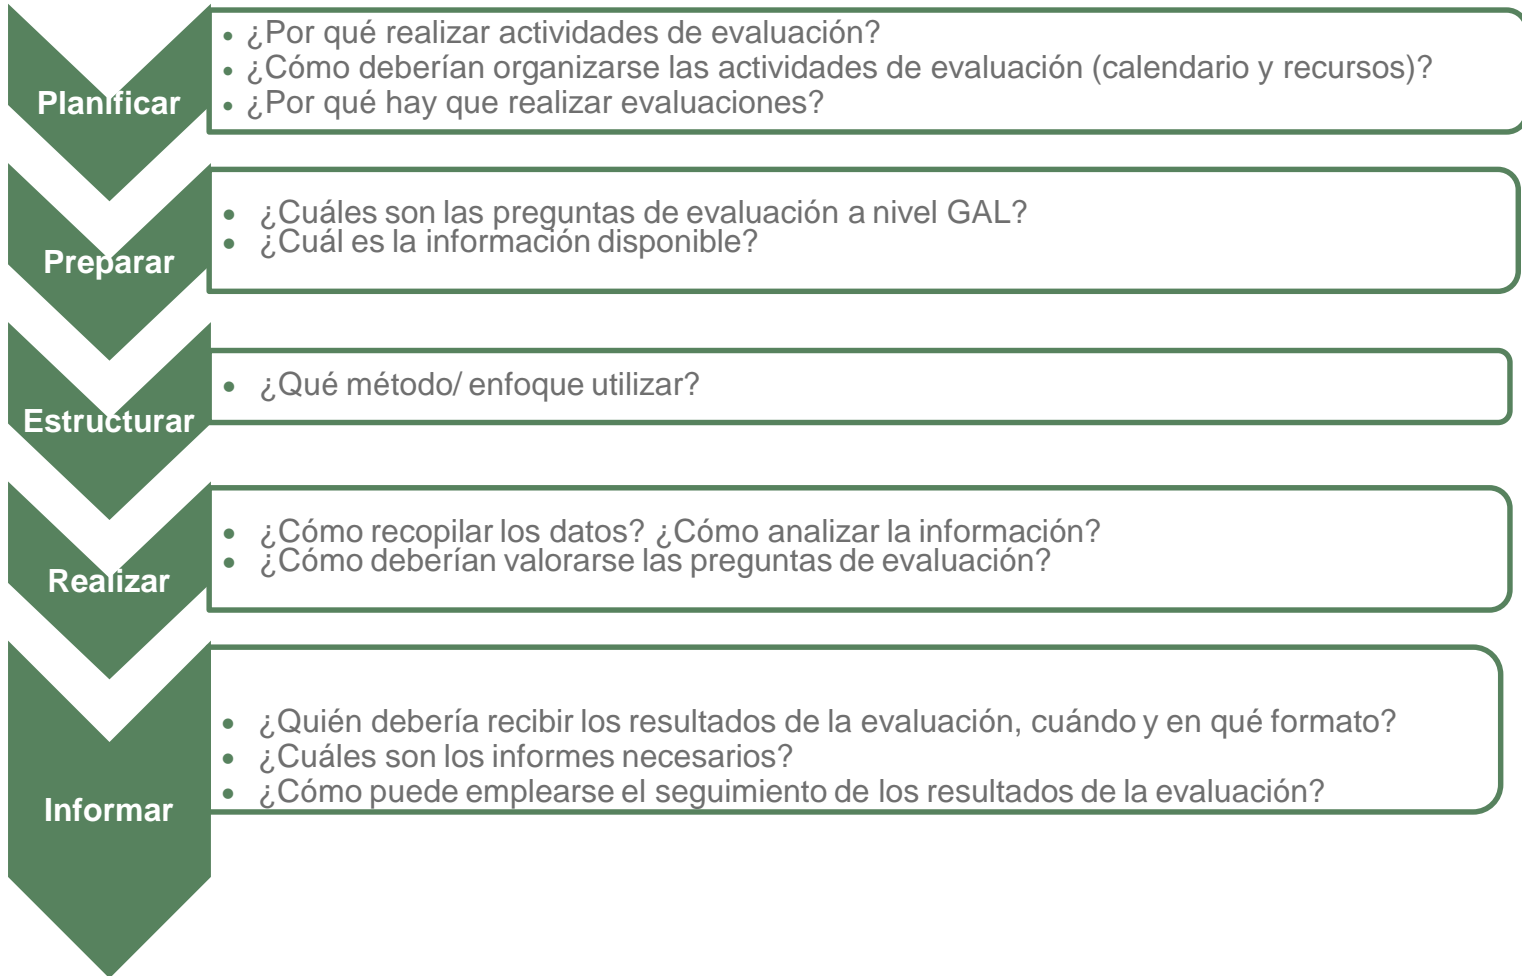 Planificar
• ¿Por qué realizar actividades de evaluación?
• ¿Cómo deberían organizarse las actividades de evaluación (calendario y recursos)?
• ¿Por qué hay que realizar evaluaciones?
Preparar
• ¿Cuáles son las preguntas de evaluación a nivel GAL?
• ¿Cuál es la información disponible?
Estructurar
• ¿Qué método/ enfoque utilizar?
Realizar
• ¿Cómo recopilar los datos? ¿Cómo analizar la información?
• ¿Cómo deberían valorarse las preguntas de evaluación?
Informar
• ¿Quién debería recibir los resultados de la evaluación, cuándo y en qué formato?
• ¿Cuáles son los informes necesarios?
• ¿Cómo puede emplearse el seguimiento de los resultados de la evaluación?